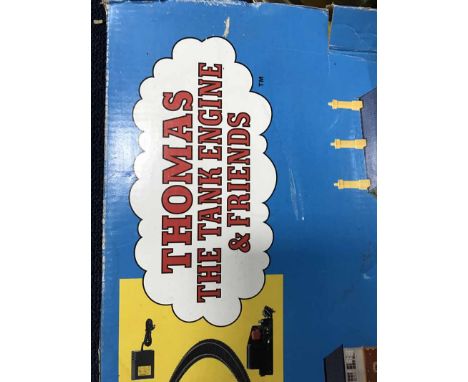 THOMAS
THE TANK ENGINE
& FRIENDS
TM